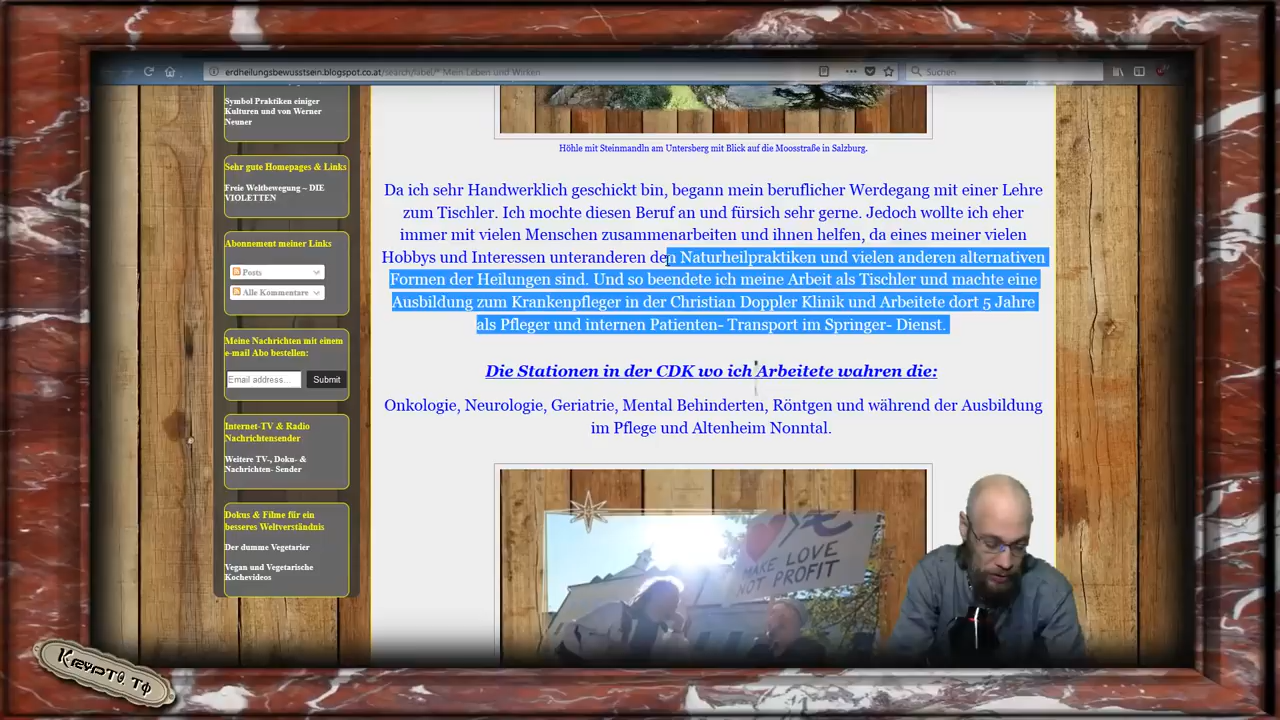 erdheilungsbewusstsein.blogspot.co.at/search/label/* Mein Leben und Wirken
Suchen
Symbol Praktiken einiger
Kulturen und von Werner
Neuner
Sehr gute Homepages & Links
Freie Weltbewegung ~ DIE
VIOLETTEN
Abonnement meiner Links
Posts
Alle Kommentare
Meine Nachrichten mit einem
e-mail Abo bestellen:
Email address...
Submit
Internet-TV & Radio
Nachrichtensender
Weitere TV-, Doku- &
Nachrichten- Sender
Dokus & Filme für ein
besseres Weltverständnis
Der dumme Vegetarier
Vegan und Vegetarische
Kochevideos
Höhle mit Steinmandln am Untersberg mit Blick auf die Moosstraße in Salzburg.
Da ich sehr Handwerklich geschickt bin, begann mein beruflicher Werdegang mit einer Lehre
zum Tischler. Ich mochte diesen Beruf an und fürsich sehr gerne. Jedoch wollte ich eher
immer mit vielen Menschen zusammenarbeiten und ihnen helfen, da eines meiner vielen
Hobbys und Interessen unteranderen den Naturheilpraktiken und vielen anderen alternativen
Formen der Heilungen sind. Und so beendete ich meine Arbeit als Tischler und machte eine
Ausbildung zum Krankenpfleger in der Christian Doppler Klinik und Arbeitete dort 5 Jahre
als Pfleger und internen Patienten- Transport im Springer- Dienst.
Die Stationen in der CDK wo ich Arbeitete wahren die:
Onkologie, Neurologie, Geriatrie, Mental Behinderten, Röntgen und während der Ausbildung
im Pflege und Altenheim Nonntal.
MAKE LOVE
NOT PROFIT
Krypto Tφ